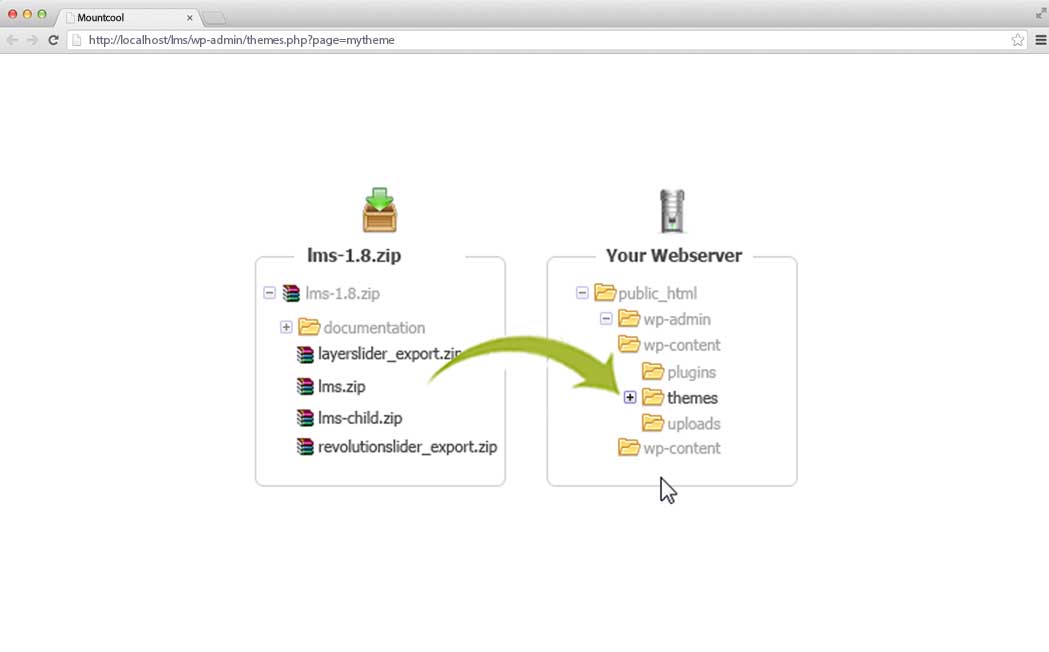 Mountcool
http://localhost/lms/wp-admin/themes.php?page=mytheme
lms-1.8.zip
lms-1.8.zip
documentation
layerslider_export.zip
lms.zip
lms-child.zip
revolutionslider_export.zip
Your Webserver
public_html
wp-admin
wp-content
plugins
themes
uploads
wp-content